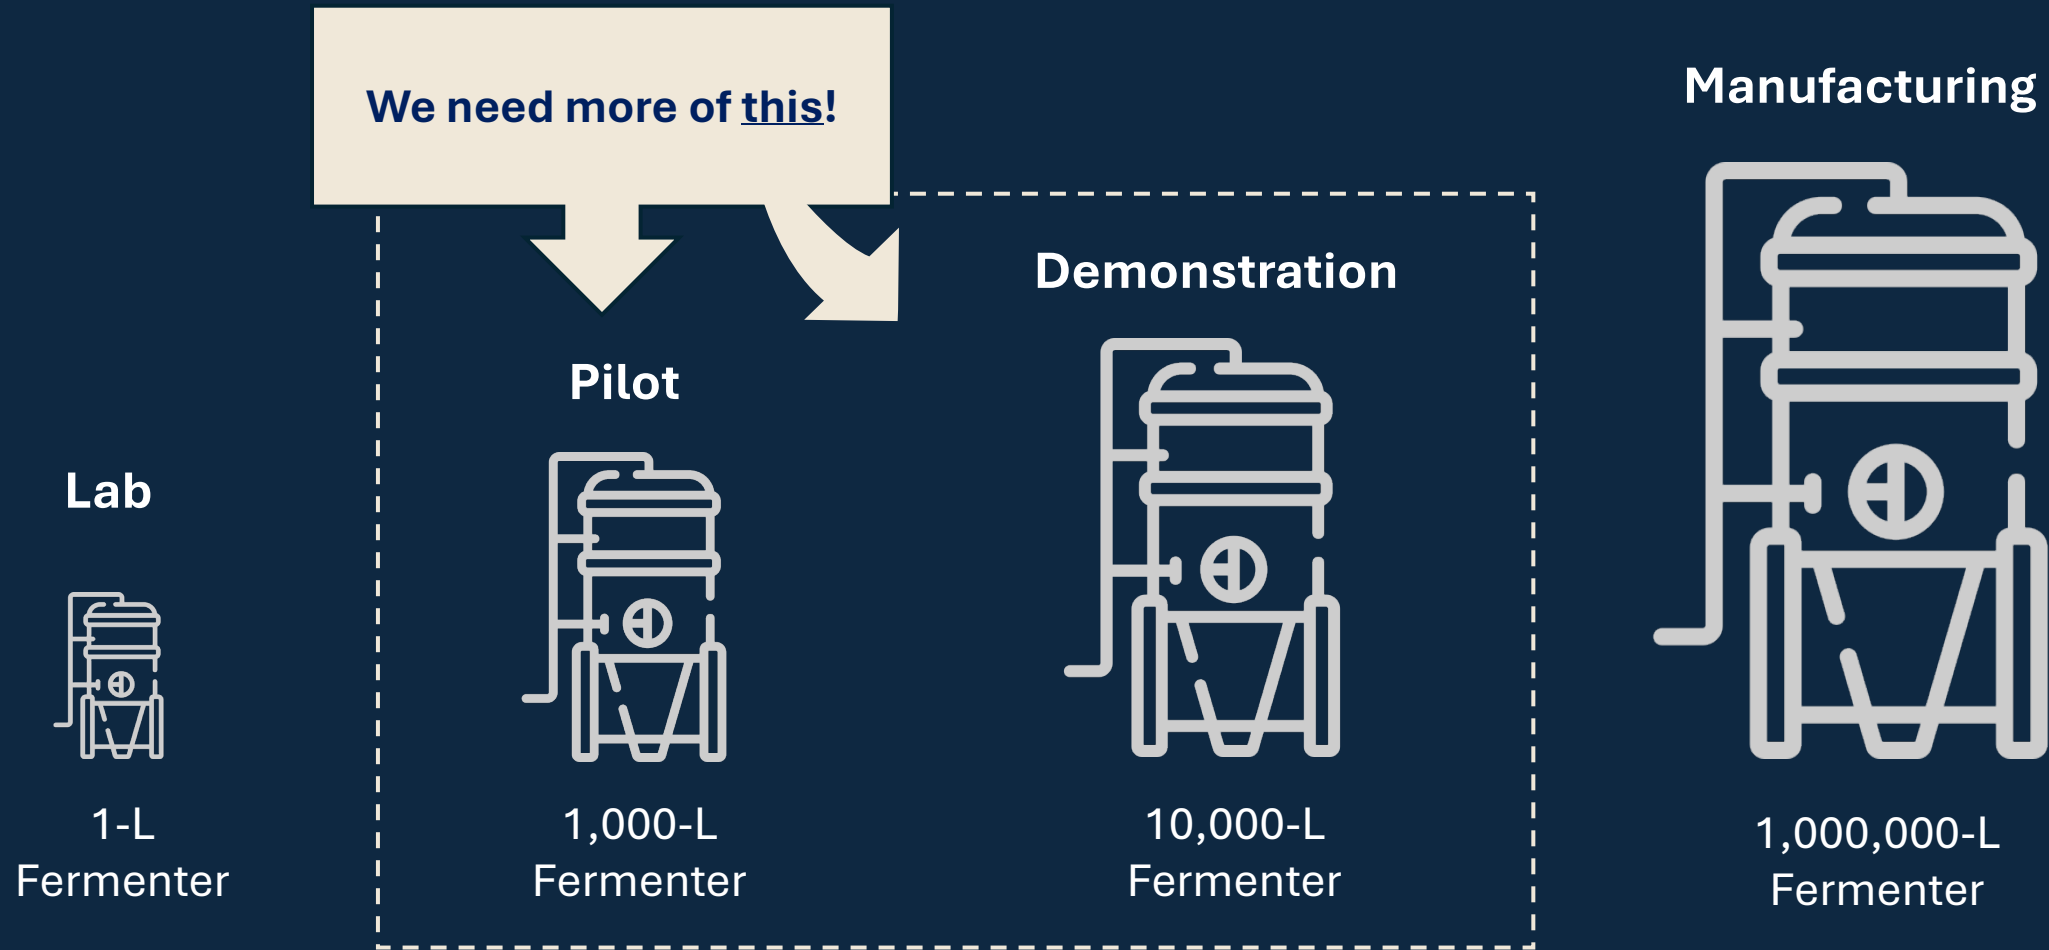 We need more of this!
Manufacturing
Demonstration
Pilot
Lab
1-L
Fermenter
1,000-L
Fermenter
10,000-L
Fermenter
1,000,000-L
Fermenter